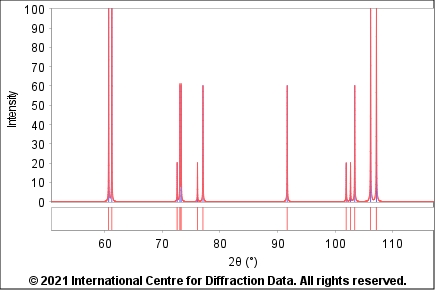 100
90
80
70
60
50
40
30
20
10
0
Intensity
60 70 80 90 100 110
2θ (°)
© 2021 International Centre for Diffraction Data. All rights reserved.